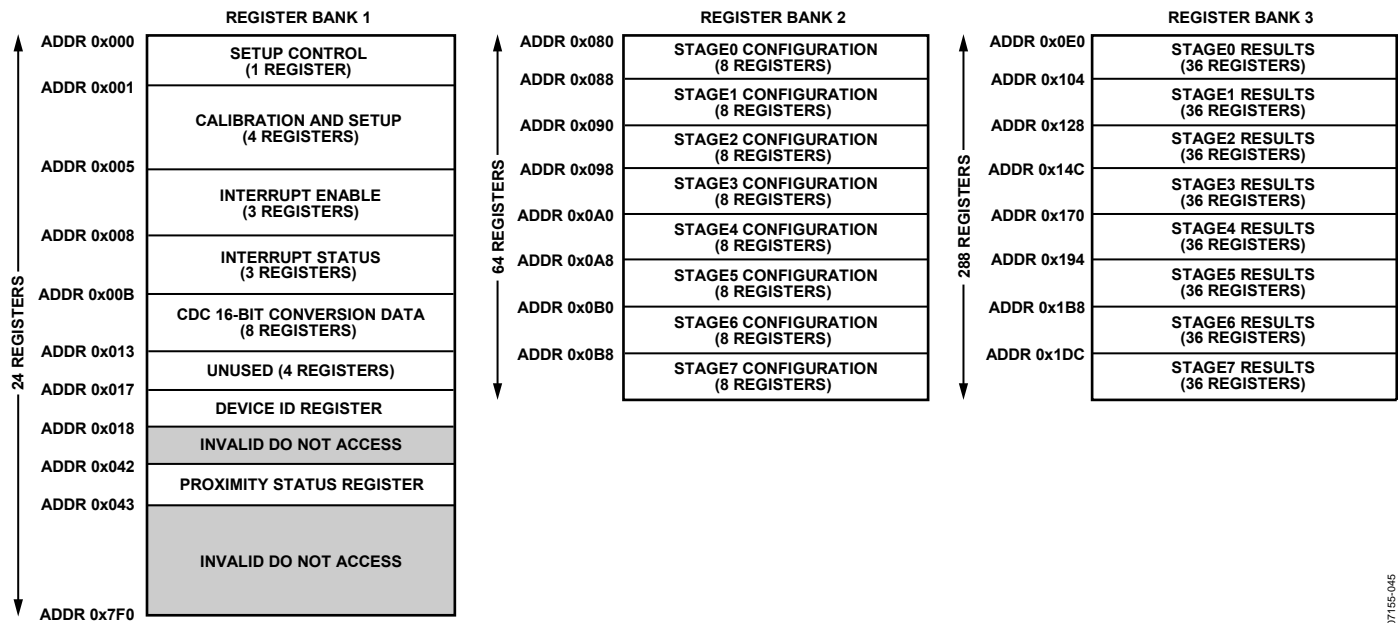 REGISTER BANK 1
ADDR 0x000
SETUP CONTROL
(1 REGISTER)
ADDR 0x001
CALIBRATION AND SETUP
(4 REGISTERS)
ADDR 0x005
INTERRUPT ENABLE
(3 REGISTERS)
ADDR 0x008
INTERRUPT STATUS
(3 REGISTERS)
ADDR 0x00B
CDC 16-BIT CONVERSION DATA
(8 REGISTERS)
ADDR 0x013
UNUSED (4 REGISTERS)
ADDR 0x017
DEVICE ID REGISTER
ADDR 0x018
INVALID DO NOT ACCESS
ADDR 0x042
PROXIMITY STATUS REGISTER
ADDR 0x043
INVALID DO NOT ACCESS
ADDR 0x7F0
24 REGISTERS
REGISTER BANK 2
ADDR 0x080
STAGE0 CONFIGURATION
(8 REGISTERS)
ADDR 0x088
STAGE1 CONFIGURATION
(8 REGISTERS)
ADDR 0x090
STAGE2 CONFIGURATION
(8 REGISTERS)
ADDR 0x098
STAGE3 CONFIGURATION
(8 REGISTERS)
ADDR 0x0A0
STAGE4 CONFIGURATION
(8 REGISTERS)
ADDR 0x0A8
STAGE5 CONFIGURATION
(8 REGISTERS)
ADDR 0x0B0
STAGE6 CONFIGURATION
(8 REGISTERS)
ADDR 0x0B8
STAGE7 CONFIGURATION
(8 REGISTERS)
64 REGISTERS
REGISTER BANK 3
ADDR 0x0E0
STAGE0 RESULTS
(36 REGISTERS)
ADDR 0x104
STAGE1 RESULTS
(36 REGISTERS)
ADDR 0x128
STAGE2 RESULTS
(36 REGISTERS)
ADDR 0x14C
STAGE3 RESULTS
(36 REGISTERS)
ADDR 0x170
STAGE4 RESULTS
(36 REGISTERS)
ADDR 0x194
STAGE5 RESULTS
(36 REGISTERS)
ADDR 0x1B8
STAGE6 RESULTS
(36 REGISTERS)
ADDR 0x1DC
STAGE7 RESULTS
(36 REGISTERS)
288 REGISTERS
07155-045